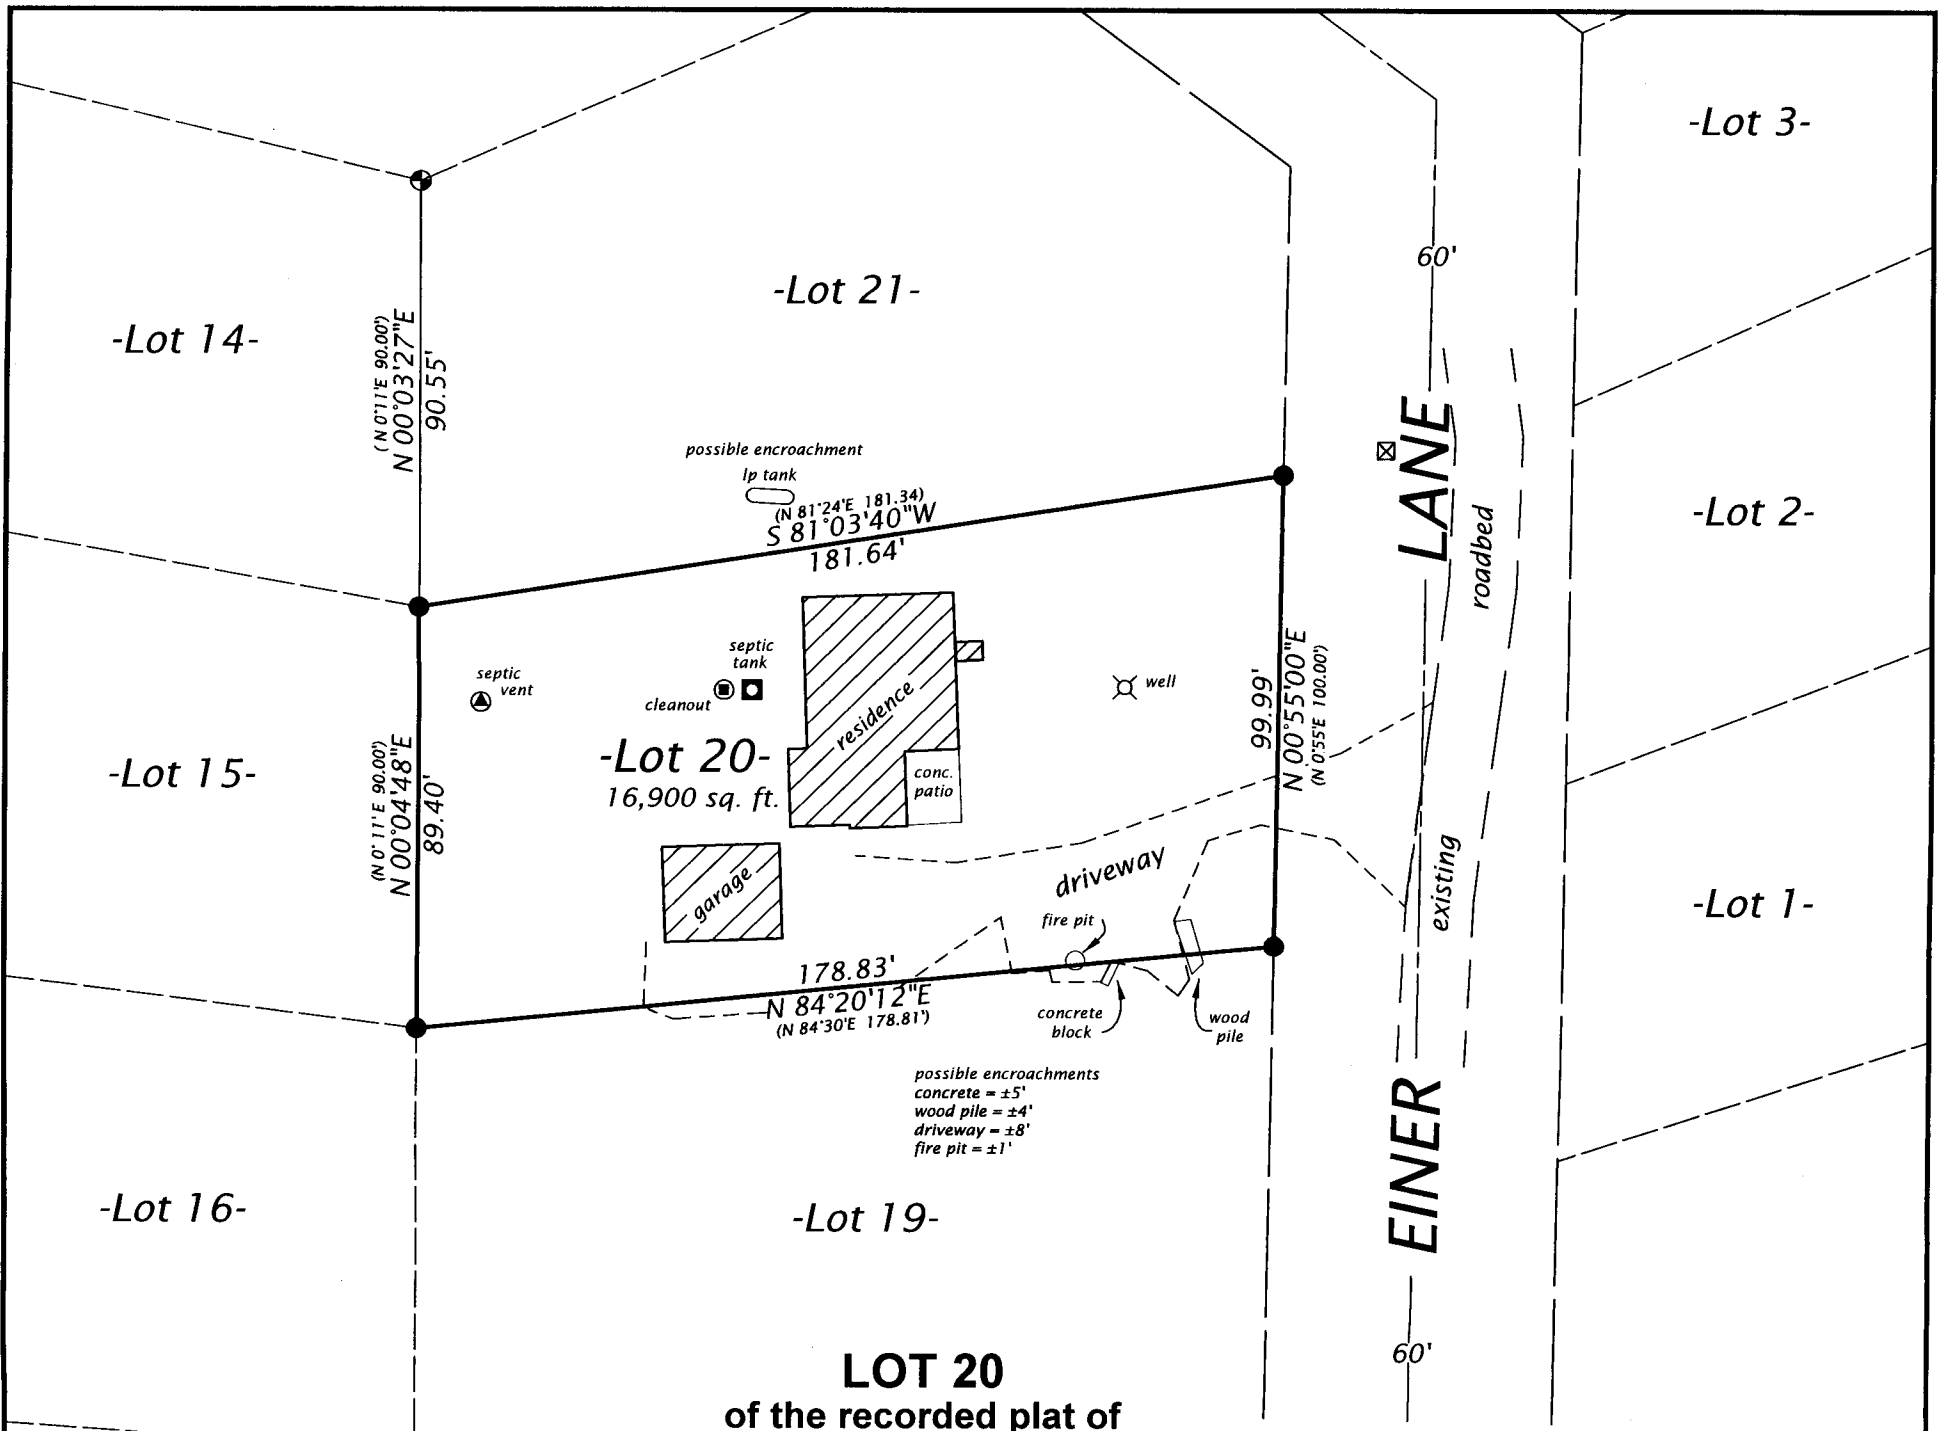 -Lot 3-
60'
-Lot 21-
-Lot 14-
(N 0°11'E 90.00')
N 00°03'27"E
90.55'
possible encroachment
lp tank
(N 81°24'E 181.34)
S 81°03'40"W
181.64'
EINER LANE
existing roadbed
-Lot 2-
septic
vent
septic
tank
cleanout
residence
well
99.99'
N 00°55'00"E
(N 0°55'E 100.00')
-Lot 20-
16,900 sq. ft.
conc.
patio
-Lot 15-
(N 0°11'E 90.00')
N 00°04'48"E
89.40'
garage
driveway
fire pit
-Lot 1-
178.83'
N 84°20'12"E
(N 84°30'E 178.81')
concrete
block
wood
pile
possible encroachments
concrete = ±5'
wood pile = ±4'
driveway = ±8'
fire pit = ±1'
-Lot 16-
-Lot 19-
60'
LOT 20
of the recorded plat of